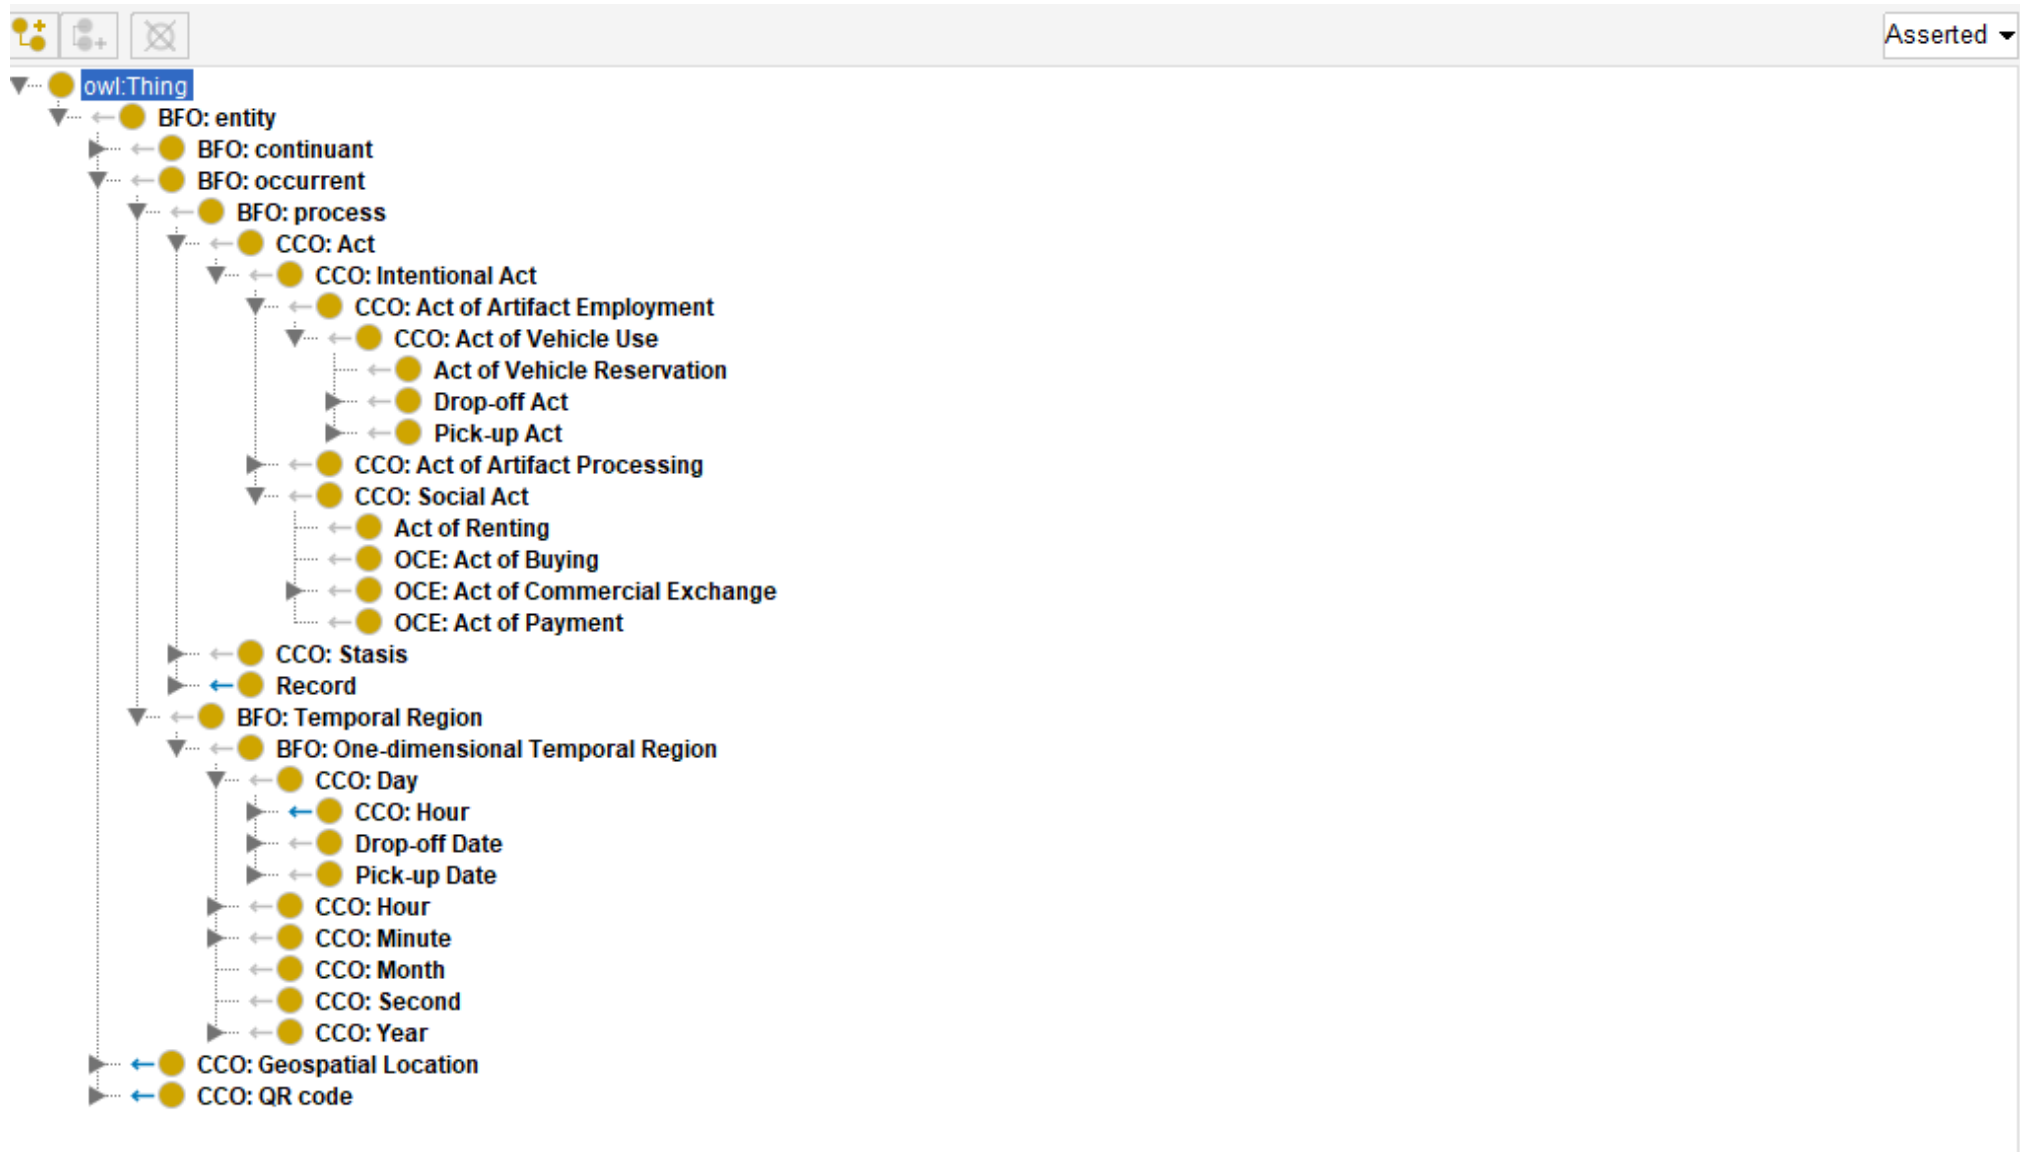 Asserted
owl:Thing
BFO: entity
BFO: continuant
BFO: occurrent
BFO: process
CCO: Act
CCO: Intentional Act
CCO: Act of Artifact Employment
CCO: Act of Vehicle Use
Act of Vehicle Reservation
Drop-off Act
Pick-up Act
CCO: Act of Artifact Processing
CCO: Social Act
Act of Renting
OCE: Act of Buying
OCE: Act of Commercial Exchange
OCE: Act of Payment
CCO: Stasis
Record
BFO: Temporal Region
BFO: One-dimensional Temporal Region
CCO: Day
CCO: Hour
Drop-off Date
Pick-up Date
CCO: Hour
CCO: Minute
CCO: Month
CCO: Second
CCO: Year
CCO: Geospatial Location
CCO: QR code